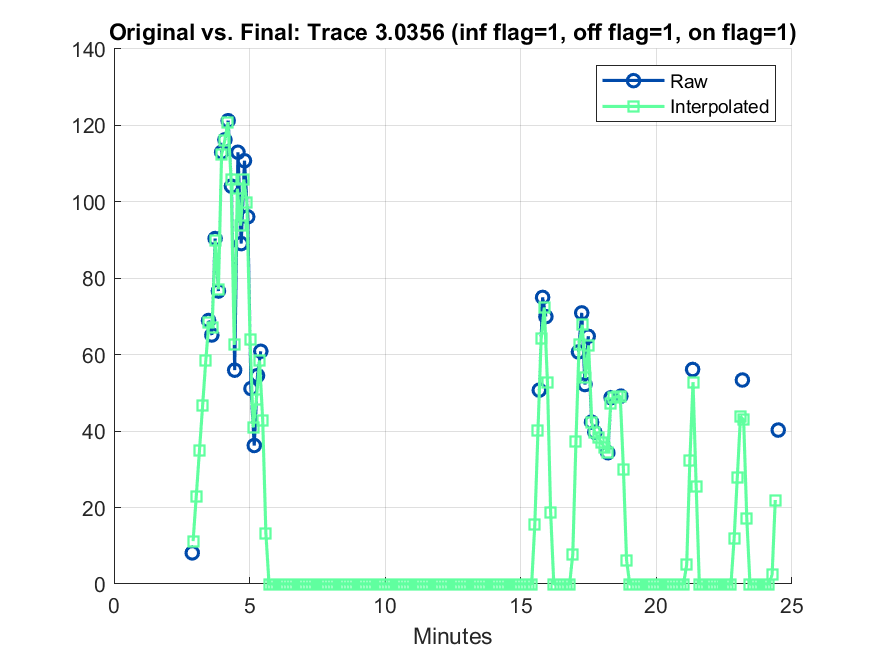 Original vs. Final: Trace 3.0356 (inf flag=1, off flag=1, on flag=1)
140
120
100
80
60
40
20
0
Raw
Interpolated
0 5 10 15 20 25
Minutes